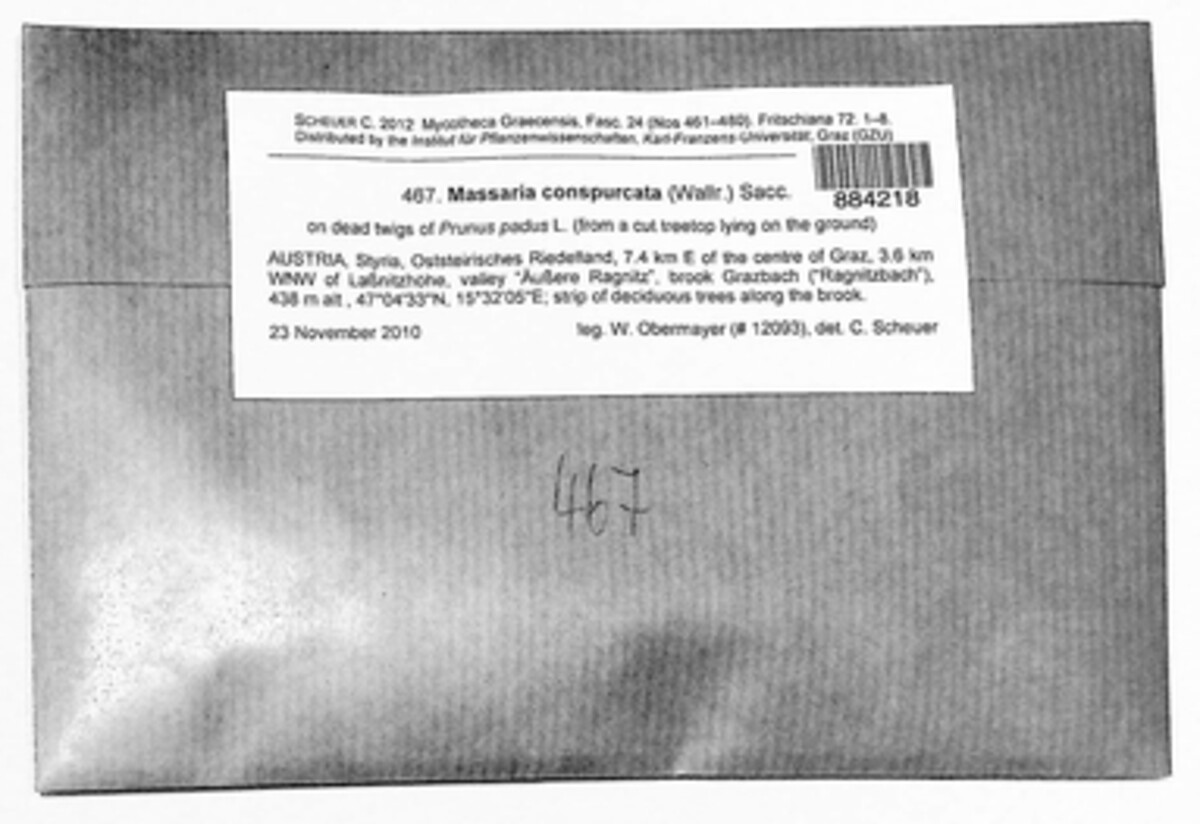 SCHEUER C. 2012 Mycotheca Graecensis, Fasc. 24 (Nos 461–480). Fritschiana 72: 1–8.
Distributed by the Institut für Pflanzenwissenschaften, Karl-Franzens-Universität, Graz (GZU)
884218
467. Massaria conspurcata (Wallr.) Sacc.
on dead twigs of Prunus padus L. (from a cut treetop lying on the ground)
AUSTRIA, Styria, Oststeirisches Riedelland, 7.4 km E of the centre of Graz, 3.6 km
WNW of Laßnitzhöhe, valley "Äußere Ragnitz", brook Grazbach ("Ragnitzbach"),
438 m alt., 47°04'33"N, 15°32'05"E; strip of deciduous trees along the brook.
23 November 2010 leg. W. Obermayer (# 12093), det. C. Scheuer
467